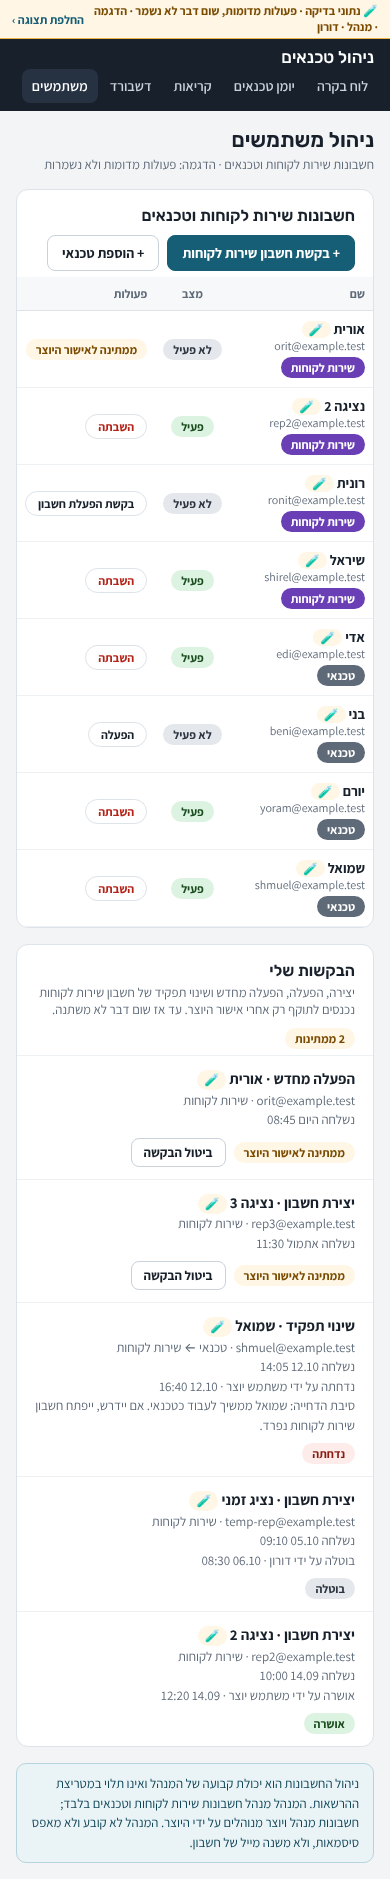 🧪 נתוני בדיקה · פעולות מדומות, שום דבר לא נשמר · הדגמה
· מנהל · דורון
החלפת תצוגה ›
ניהול טכנאים
לוח בקרה
יומן טכנאים
קריאות
דשבורד
משתמשים
ניהול משתמשים
חשבונות שירות לקוחות וטכנאים · הדגמה: פעולות מדומות ולא נשמרות
חשבונות שירות לקוחות וטכנאים
+ בקשת חשבון שירות לקוחות
+ הוספת טכנאי
שם
מצב
פעולות
אורית 🧪
orit@example.test
שירות לקוחות
לא פעיל
ממתינה לאישור היוצר
נציגה 2 🧪
rep2@example.test
שירות לקוחות
פעיל
השבתה
רונית 🧪
ronit@example.test
שירות לקוחות
לא פעיל
בקשת הפעלת חשבון
שיראל 🧪
shirel@example.test
שירות לקוחות
פעיל
השבתה
אדי 🧪
edi@example.test
טכנאי
פעיל
השבתה
בני 🧪
beni@example.test
טכנאי
לא פעיל
הפעלה
יורם 🧪
yoram@example.test
טכנאי
פעיל
השבתה
שמואל 🧪
shmuel@example.test
טכנאי
פעיל
השבתה
הבקשות שלי
יצירה, הפעלה, הפעלה מחדש ושינוי תפקיד של חשבון שירות לקוחות
נכנסים לתוקף רק אחרי אישור היוצר. עד אז שום דבר לא משתנה.
2 ממתינות
הפעלה מחדש · אורית 🧪
orit@example.test · שירות לקוחות
נשלחה היום 08:45
ממתינה לאישור היוצר
ביטול הבקשה
יצירת חשבון · נציגה 3 🧪
rep3@example.test · שירות לקוחות
נשלחה אתמול 11:30
ממתינה לאישור היוצר
ביטול הבקשה
שינוי תפקיד · שמואל 🧪
shmuel@example.test · טכנאי ← שירות לקוחות
נשלחה 12.10 14:05
נדחתה על ידי משתמש יוצר · 12.10 16:40
סיבת הדחייה: שמואל ממשיך לעבוד כטכנאי. אם יידרש, ייפתח חשבון
שירות לקוחות נפרד.
נדחתה
יצירת חשבון · נציג זמני 🧪
temp-rep@example.test · שירות לקוחות
נשלחה 05.10 09:10
בוטלה על ידי דורון · 06.10 08:30
בוטלה
יצירת חשבון · נציגה 2 🧪
rep2@example.test · שירות לקוחות
נשלחה 14.09 10:00
אושרה על ידי משתמש יוצר · 14.09 12:20
אושרה
ניהול החשבונות הוא יכולת קבועה של המנהל ואינו תלוי במטריצת
ההרשאות. המנהל מנהל חשבונות שירות לקוחות וטכנאים בלבד;
חשבונות מנהל ויוצר מנוהלים על ידי היוצר. המנהל לא קובע ולא מאפס
סיסמאות, ולא משנה מייל של חשבון.